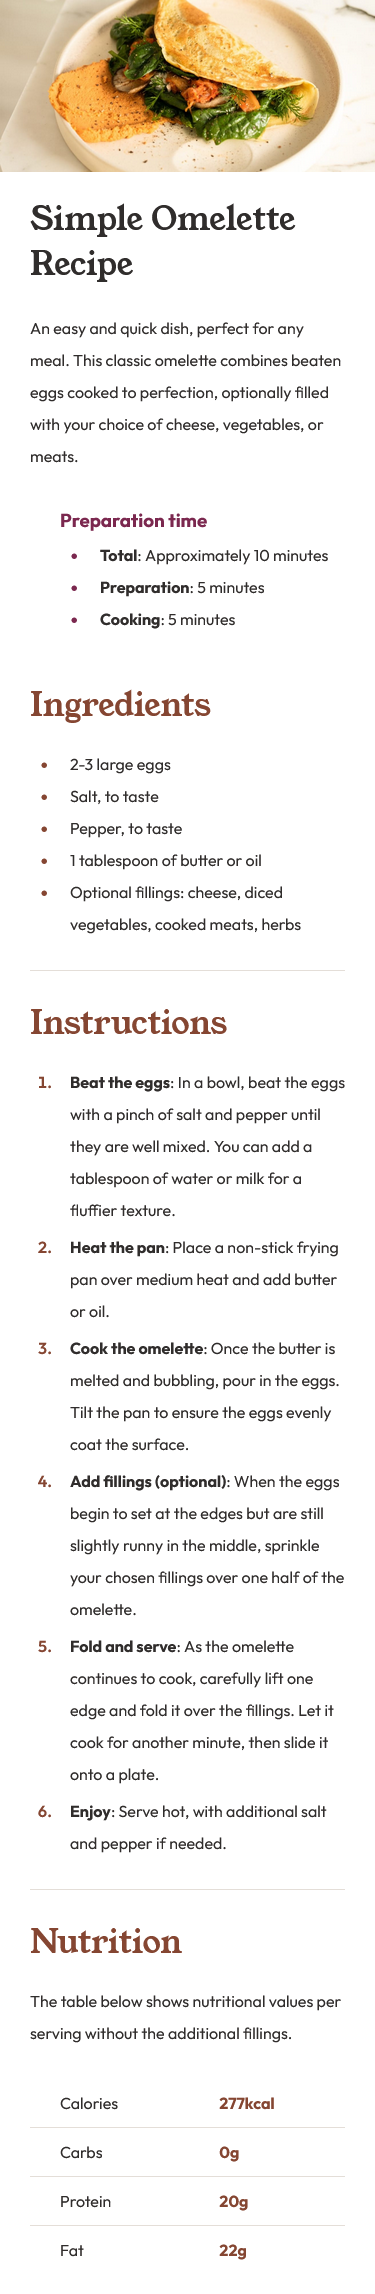 Simple Omelette
Recipe
An easy and quick dish, perfect for any
meal. This classic omelette combines beaten
eggs cooked to perfection, optionally filled
with your choice of cheese, vegetables, or
meats.
Preparation time
• Total: Approximately 10 minutes
• Preparation: 5 minutes
• Cooking: 5 minutes
Ingredients
• 2-3 large eggs
• Salt, to taste
• Pepper, to taste
• 1 tablespoon of butter or oil
• Optional fillings: cheese, diced
vegetables, cooked meats, herbs
Instructions
1. Beat the eggs: In a bowl, beat the eggs
with a pinch of salt and pepper until
they are well mixed. You can add a
tablespoon of water or milk for a
fluffier texture.
2. Heat the pan: Place a non-stick frying
pan over medium heat and add butter
or oil.
3. Cook the omelette: Once the butter is
melted and bubbling, pour in the eggs.
Tilt the pan to ensure the eggs evenly
coat the surface.
4. Add fillings (optional): When the eggs
begin to set at the edges but are still
slightly runny in the middle, sprinkle
your chosen fillings over one half of the
omelette.
5. Fold and serve: As the omelette
continues to cook, carefully lift one
edge and fold it over the fillings. Let it
cook for another minute, then slide it
onto a plate.
6. Enjoy: Serve hot, with additional salt
and pepper if needed.
Nutrition
The table below shows nutritional values per
serving without the additional fillings.
Calories 277kcal
Carbs 0g
Protein 20g
Fat 22g